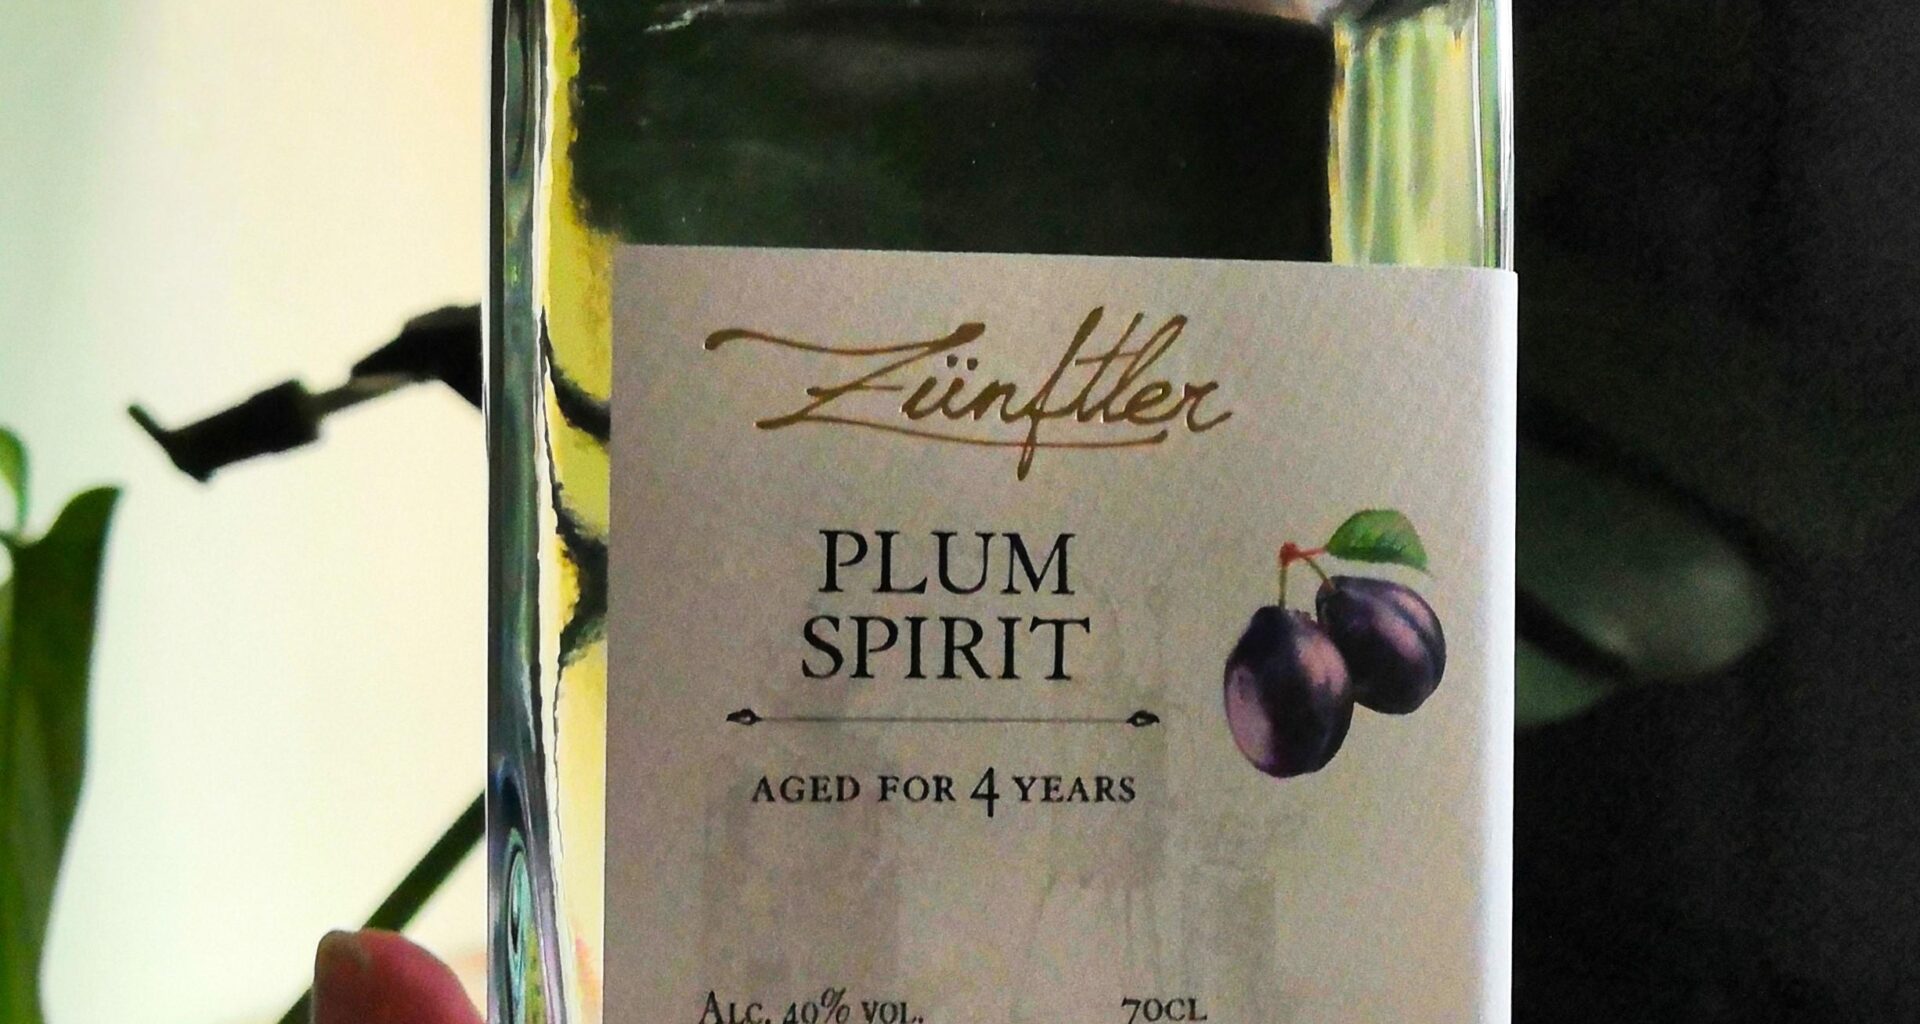 Zünftler
PLUM
SPIRIT
AGED FOR 4 YEARS
ALC. 40% VOL.
70CL